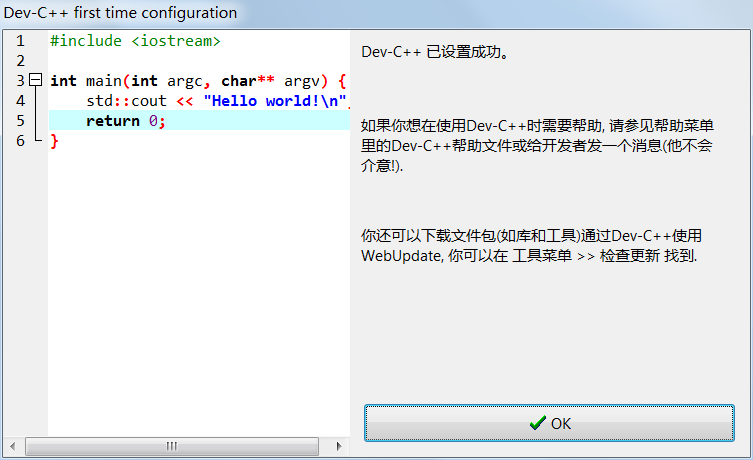 Dev-C++ first time configuration
1 #include <iostream>
2
3 int main(int argc, char** argv) {
4 std::cout << "Hello world!\n"
5 return 0;
6 }
Dev-C++ 已设置成功。
如果你想在使用Dev-C++时需要帮助, 请参见帮助菜单
里的Dev-C++帮助文件或给开发者发一个消息(他不会
介意!).
你还可以下载文件包(如库和工具)通过Dev-C++使用
WebUpdate, 你可以在 工具菜单 >> 检查更新 找到.
OK